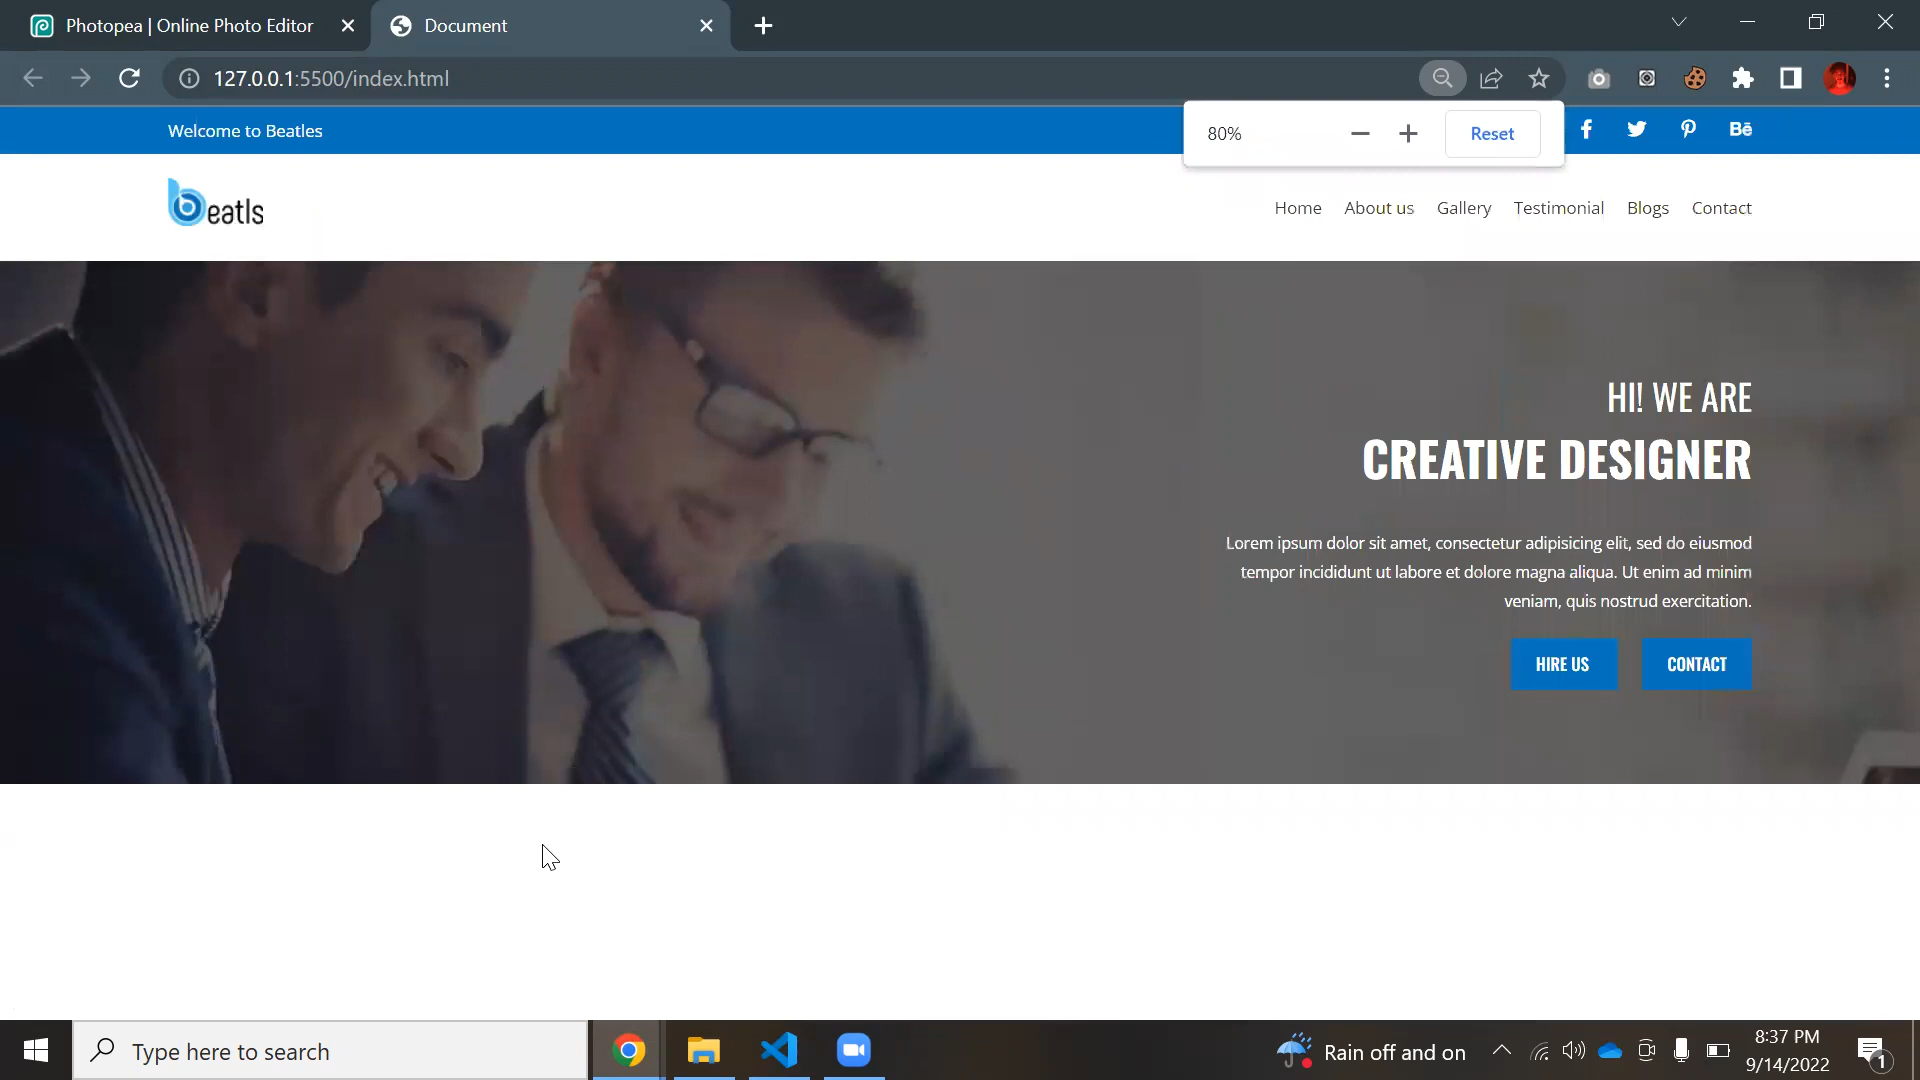 Photopea | Online Photo Editor
Document
127.0.0.1:5500/index.html
Welcome to Beatles
80%
Reset
Bē
beatls
Home
About us
Gallery
Testimonial
Blogs
Contact
HI! WE ARE
CREATIVE DESIGNER
Lorem ipsum dolor sit amet, consectetur adipisicing elit, sed do eiusmod
tempor incididunt ut labore et dolore magna aliqua. Ut enim ad minim
veniam, quis nostrud exercitation.
HIRE US
CONTACT
Type here to search
Rain off and on
8:37 PM
9/14/2022
1